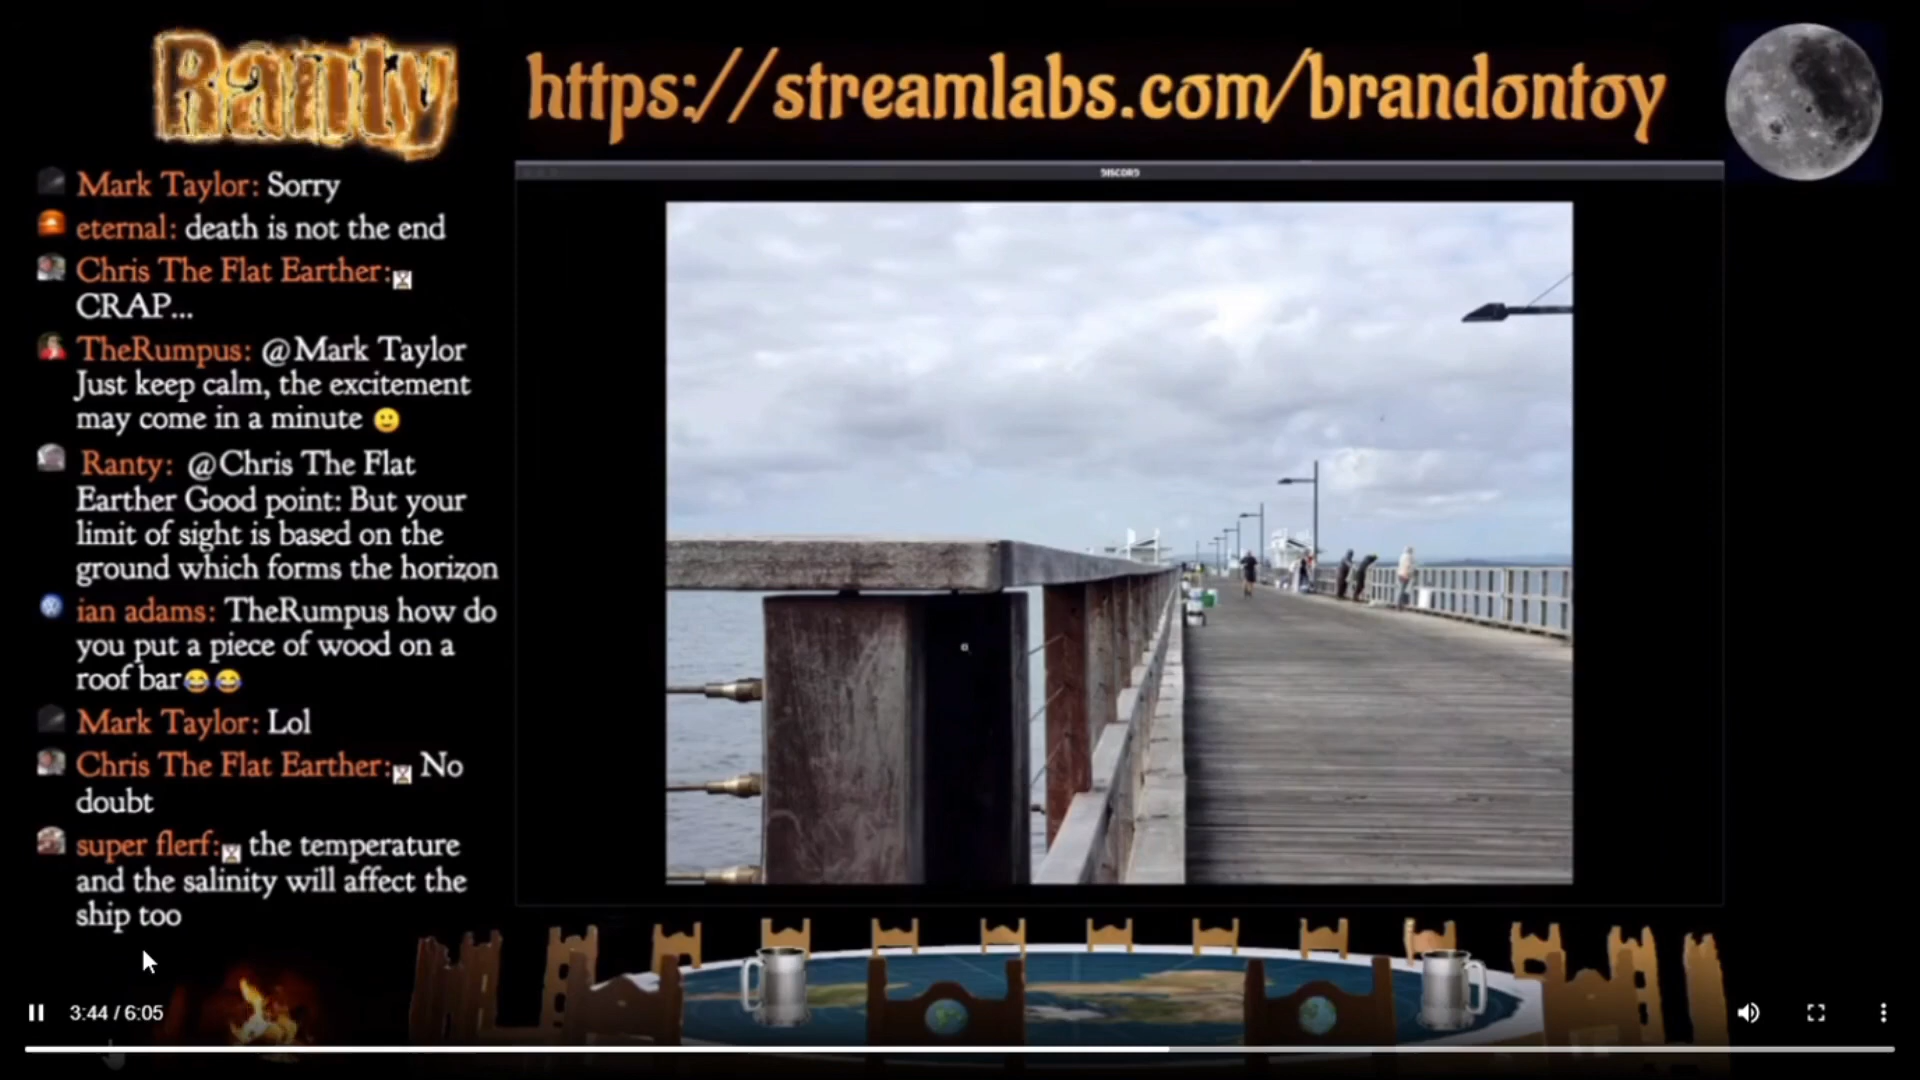 Ranty
https://streamlabs.com/brandontoy
DISCORD
Mark Taylor: Sorry
eternal: death is not the end
Chris The Flat Earther:
CRAP...
TheRumpus: @Mark Taylor
Just keep calm, the excitement
may come in a minute 🙂
Ranty: @Chris The Flat
Earther Good point: But your
limit of sight is based on the
ground which forms the horizon
ian adams: TheRumpus how do
you put a piece of wood on a
roof bar😂😂
Mark Taylor: Lol
Chris The Flat Earther: No
doubt
super flerf: the temperature
and the salinity will affect the
ship too
3:44 / 6:05